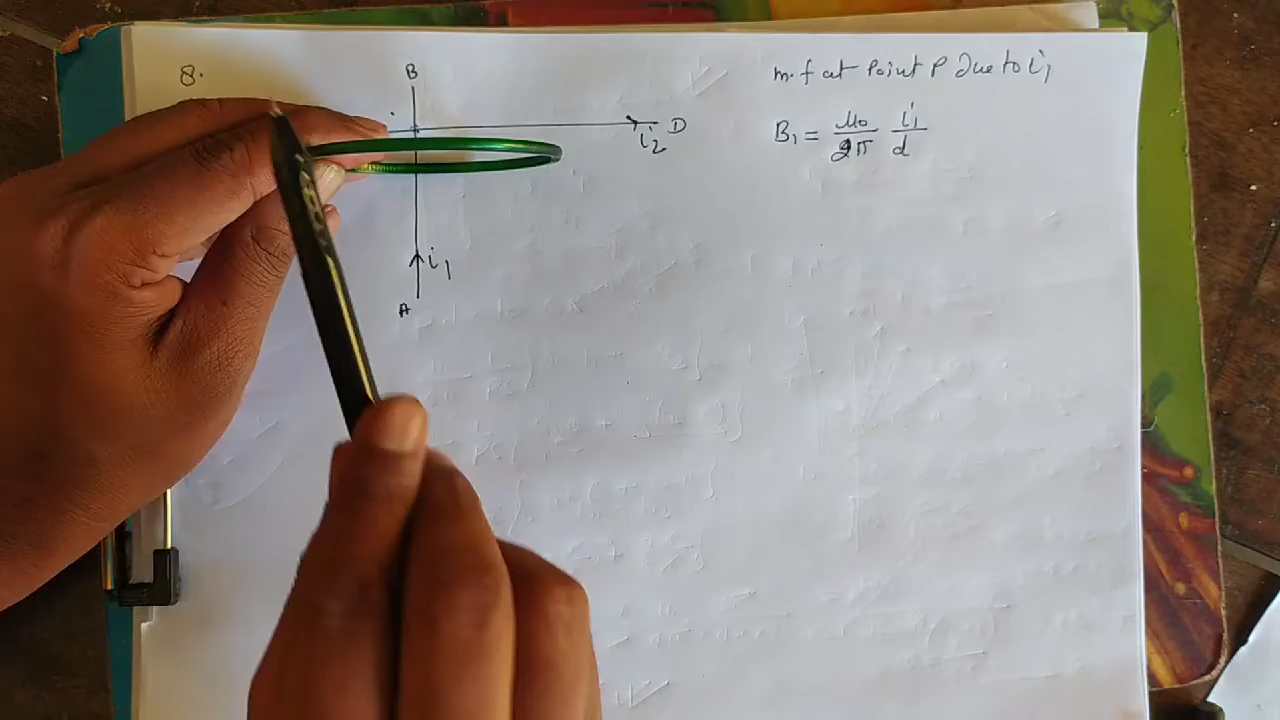 8.
B
m.f at Point P Due to i₁
i₂ D
B₁ = μ₀/2π i₁/d
i₁
A